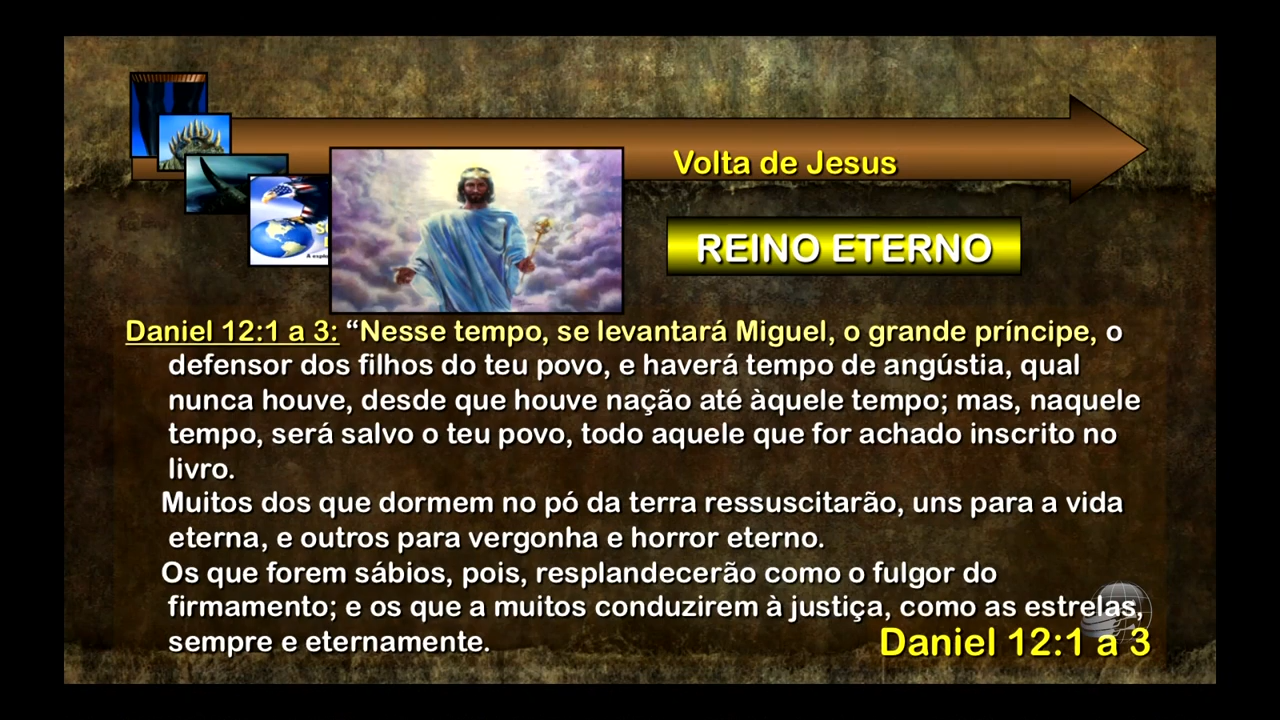 Volta de Jesus
REINO ETERNO
Daniel 12:1 a 3: “Nesse tempo, se levantará Miguel, o grande príncipe, o
defensor dos filhos do teu povo, e haverá tempo de angústia, qual
nunca houve, desde que houve nação até àquele tempo; mas, naquele
tempo, será salvo o teu povo, todo aquele que for achado inscrito no
livro.
Muitos dos que dormem no pó da terra ressuscitarão, uns para a vida
eterna, e outros para vergonha e horror eterno.
Os que forem sábios, pois, resplandecerão como o fulgor do
firmamento; e os que a muitos conduzirem à justiça, como as estrelas,
sempre e eternamente.
Daniel 12:1 a 3